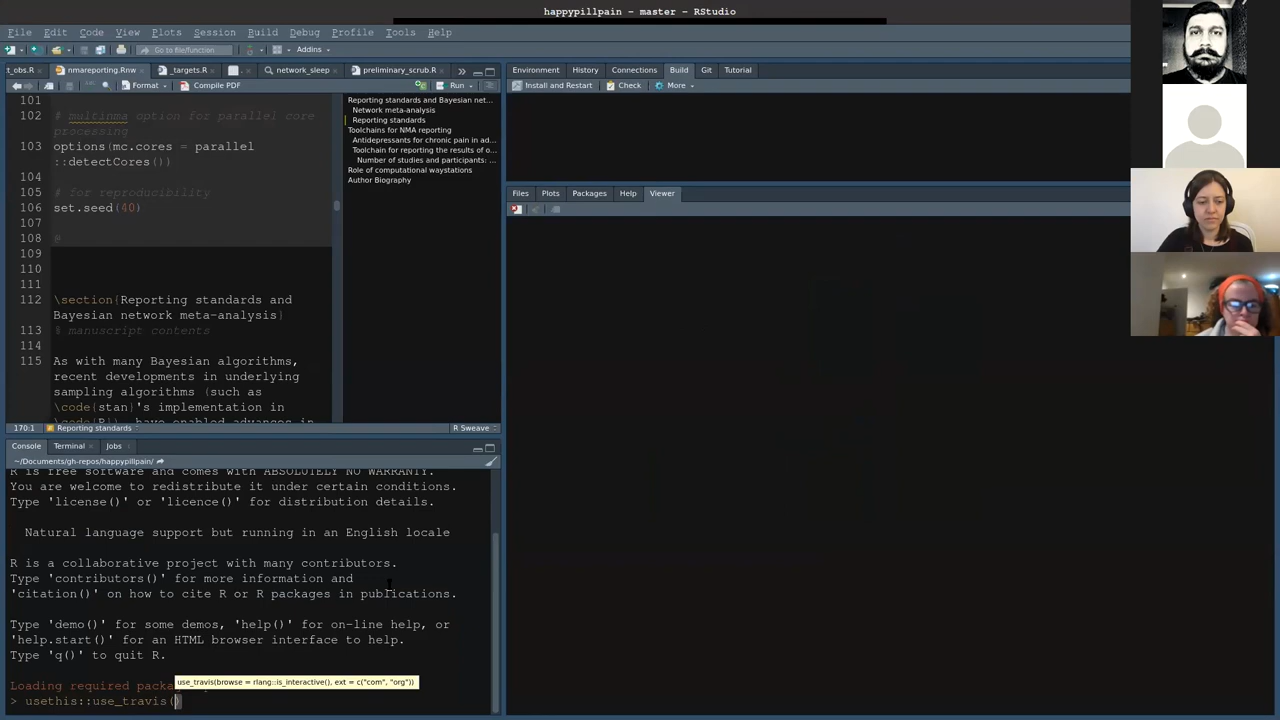 happypillpain - master - RStudio
File Edit Code View Plots Session Build Debug Profile Tools Help
Go to file/function Addins
t_obs.R nmareporting.Rnw _targets.R network_sleep preliminary_scrub.R
Format Compile PDF Run
101
102 # multinma option for parallel core
processing
103 options(mc.cores = parallel
::detectCores())
104
105 # for reproducibility
106 set.seed(40)
107
108 @
109
110
111
112 \section{Reporting standards and
Bayesian network meta-analysis}
113 % manuscript contents
114
115 As with many Bayesian algorithms,
recent developments in underlying
sampling algorithms (such as
\code{stan}'s implementation in
\code{R}), have enabled advances in
Reporting standards and Bayesian net...
Network meta-analysis
Reporting standards
Toolchains for NMA reporting
Antidepressants for chronic pain in ad...
Toolchain for reporting the results of o...
Number of studies and participants: ...
Role of computational waystations
Author Biography
170:1 Reporting standards R Sweave
Console Terminal Jobs
~/Documents/gh-repos/happypillpain/
R is free software and comes with ABSOLUTELY NO WARRANTY.
You are welcome to redistribute it under certain conditions.
Type 'license()' or 'licence()' for distribution details.
Natural language support but running in an English locale
R is a collaborative project with many contributors.
Type 'contributors()' for more information and
'citation()' on how to cite R or R packages in publications.
Type 'demo()' for some demos, 'help()' for on-line help, or
'help.start()' for an HTML browser interface to help.
Type 'q()' to quit R.
Loading required
use_travis(browse = rlang::is_interactive(), ext = c("com", "org"))
> usethis::use_travis()
Environment History Connections Build Git Tutorial
Install and Restart Check More
Files Plots Packages Help Viewer